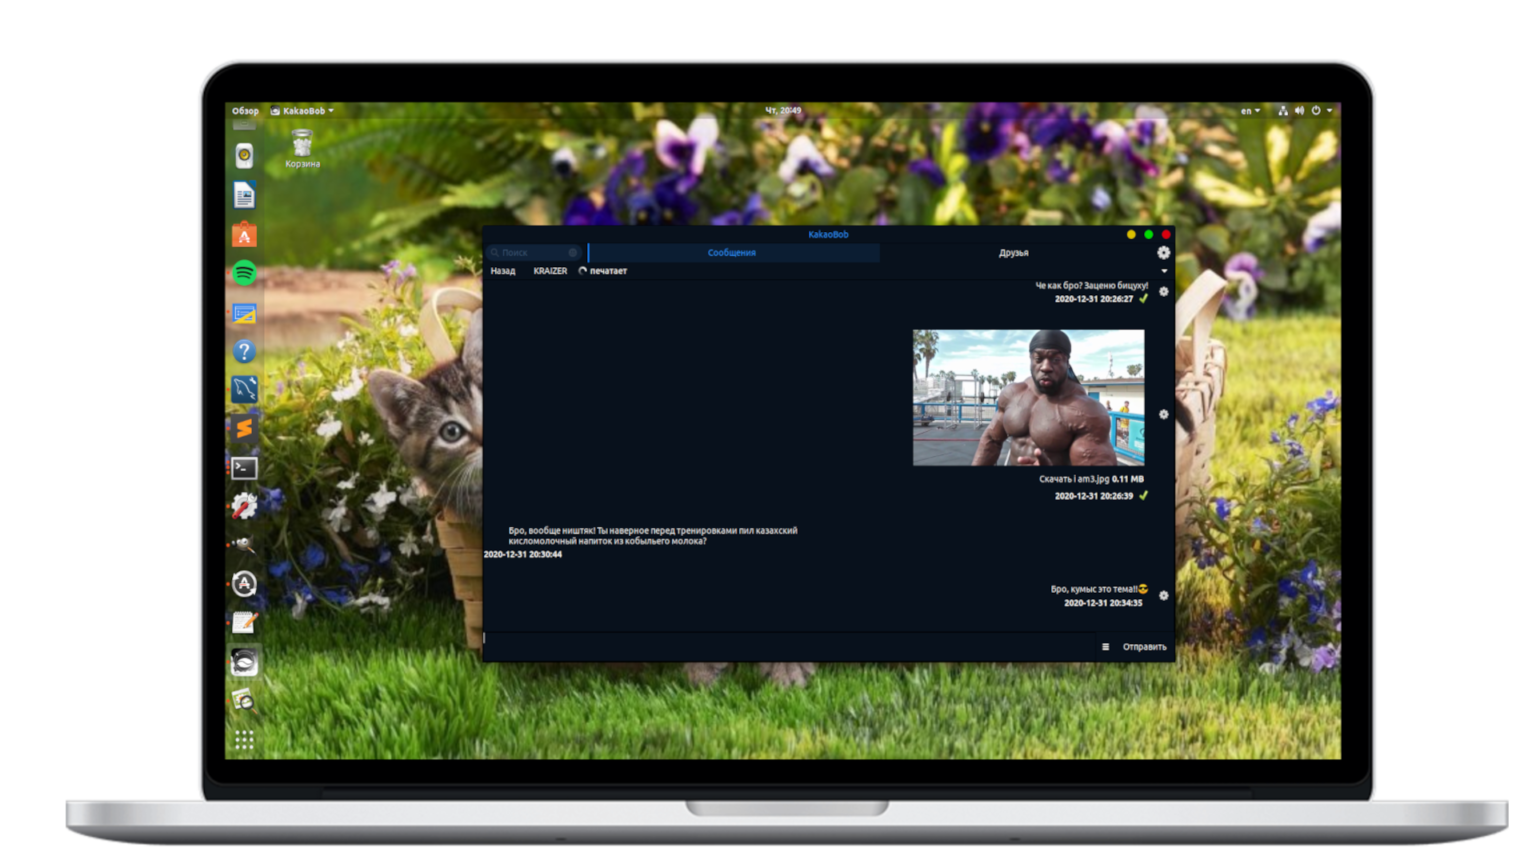 Обзор KakaoBob
Чт, 20:49
en
Корзина
KakaoBob
Поиск
Сообщения
Друзья
Назад KRAIZER печатает
Че как бро? Заценю бицуху!
2020-12-31 20:26:27
Скачать i am3.jpg 0.11 MB
2020-12-31 20:26:39
Бро, вообще ништяк! Ты наверное перед тренировками пил казахский
кисломолочный напиток из кобыльего молока?
2020-12-31 20:30:44
Бро, кумыс это тема!!😎
2020-12-31 20:34:35
Отправить